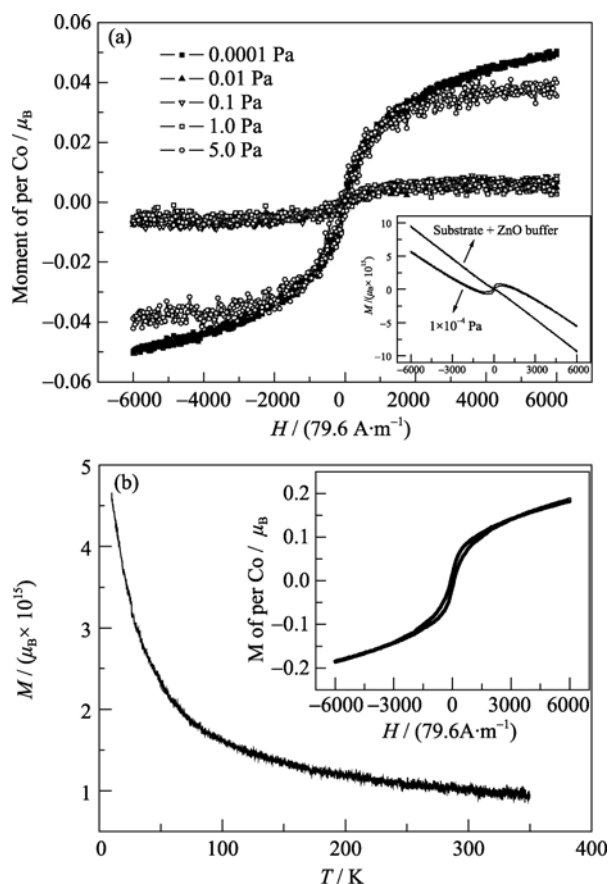 (a)
0.06
0.04
0.02
0.00
−0.02
−0.04
−0.06
Moment of per Co / μB
0.0001 Pa
0.01 Pa
0.1 Pa
1.0 Pa
5.0 Pa
−6000 −4000 −2000 0 2000 4000 6000
H / (79.6 A·m⁻¹)
Substrate + ZnO buffer
1×10⁻⁴ Pa
M /(μB × 10¹⁵)
10
5
0
−5
−10
−6000 −3000 0 3000 6000
H / (79.6 A·m⁻¹)
(b)
5
4
3
2
1
M / (μB × 10¹⁵)
0 100 200 300 400
T / K
M of per Co / μB
0.2
0.1
0.0
−0.1
−0.2
−6000 −3000 0 3000 6000
H / (79.6A·m⁻¹)